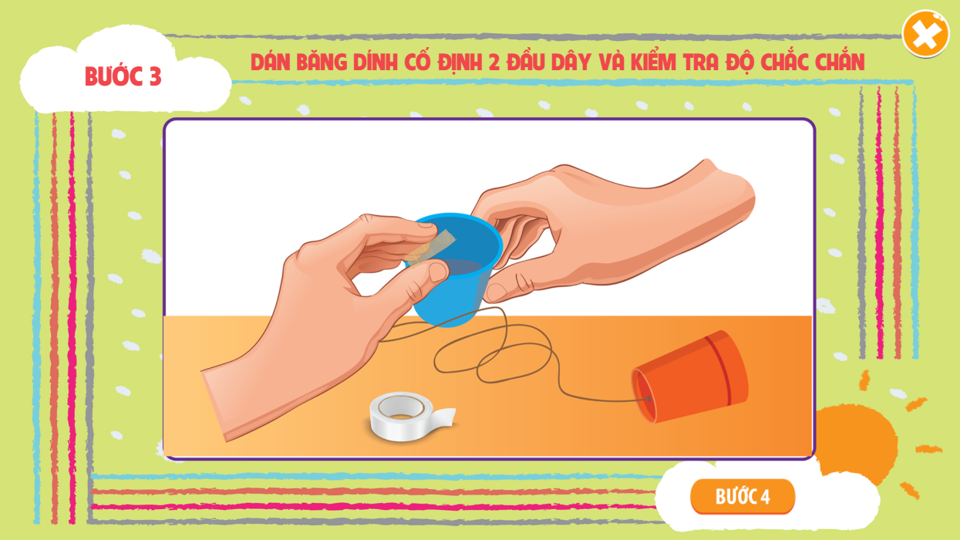 BƯỚC 3
DÁN BĂNG DÍNH CỐ ĐỊNH 2 ĐẦU DÂY VÀ KIỂM TRA ĐỘ CHẮC CHẮN
BƯỚC 4